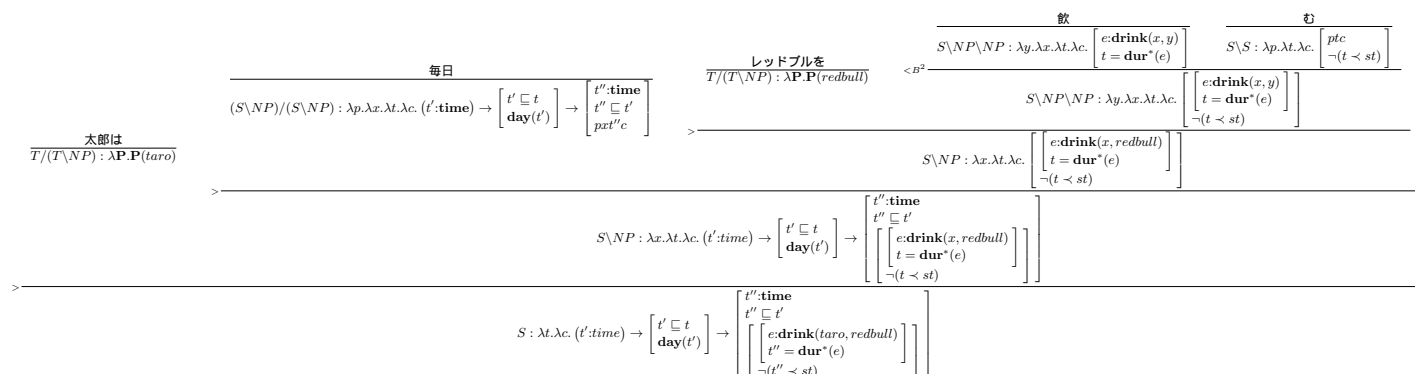 飲
む
S\NP\NP : λy.λx.λt.λc. [ e:drink(x, y)
t = dur*(e) ]
S\S : λp.λt.λc. [ ptc
¬(t ≺ st) ]
レッドブルを
T/(T\NP) : λP.P(redbull)
<B²
毎日
(S\NP)/(S\NP) : λp.λx.λt.λc. (t′:time) → [ t′ ⊑ t
day(t′) ] → [ t′′:time
t′′ ⊑ t′
pxt′′c ]
S\NP\NP : λy.λx.λt.λc. [ [ e:drink(x, y)
t = dur*(e) ]
¬(t ≺ st) ]
>
太郎は
T/(T\NP) : λP.P(taro)
S\NP : λx.λt.λc. [ [ e:drink(x, redbull)
t = dur*(e) ]
¬(t ≺ st) ]
>
S\NP : λx.λt.λc. (t′:time) → [ t′ ⊑ t
day(t′) ] → [ t′′:time
t′′ ⊑ t′
[ [ e:drink(x, redbull)
t = dur*(e) ]
¬(t ≺ st) ] ]
>
S : λt.λc. (t′:time) → [ t′ ⊑ t
day(t′) ] → [ t′′:time
t′′ ⊑ t′
[ [ e:drink(taro, redbull)
t′′ = dur*(e) ]
¬(t′′ ≺ st)